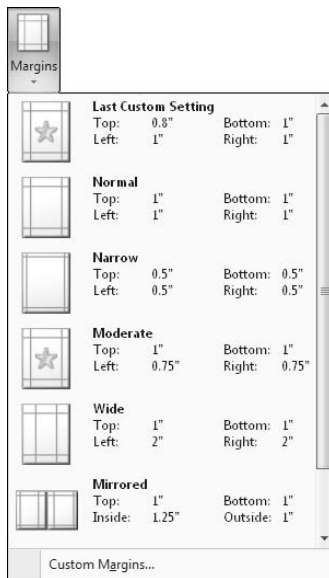 Margins
Last Custom Setting
Top: 0.8" Bottom: 1"
Left: 1" Right: 1"
Normal
Top: 1" Bottom: 1"
Left: 1" Right: 1"
Narrow
Top: 0.5" Bottom: 0.5"
Left: 0.5" Right: 0.5"
Moderate
Top: 1" Bottom: 1"
Left: 0.75" Right: 0.75"
Wide
Top: 1" Bottom: 1"
Left: 2" Right: 2"
Mirrored
Top: 1" Bottom: 1"
Inside: 1.25" Outside: 1"
Custom Margins...